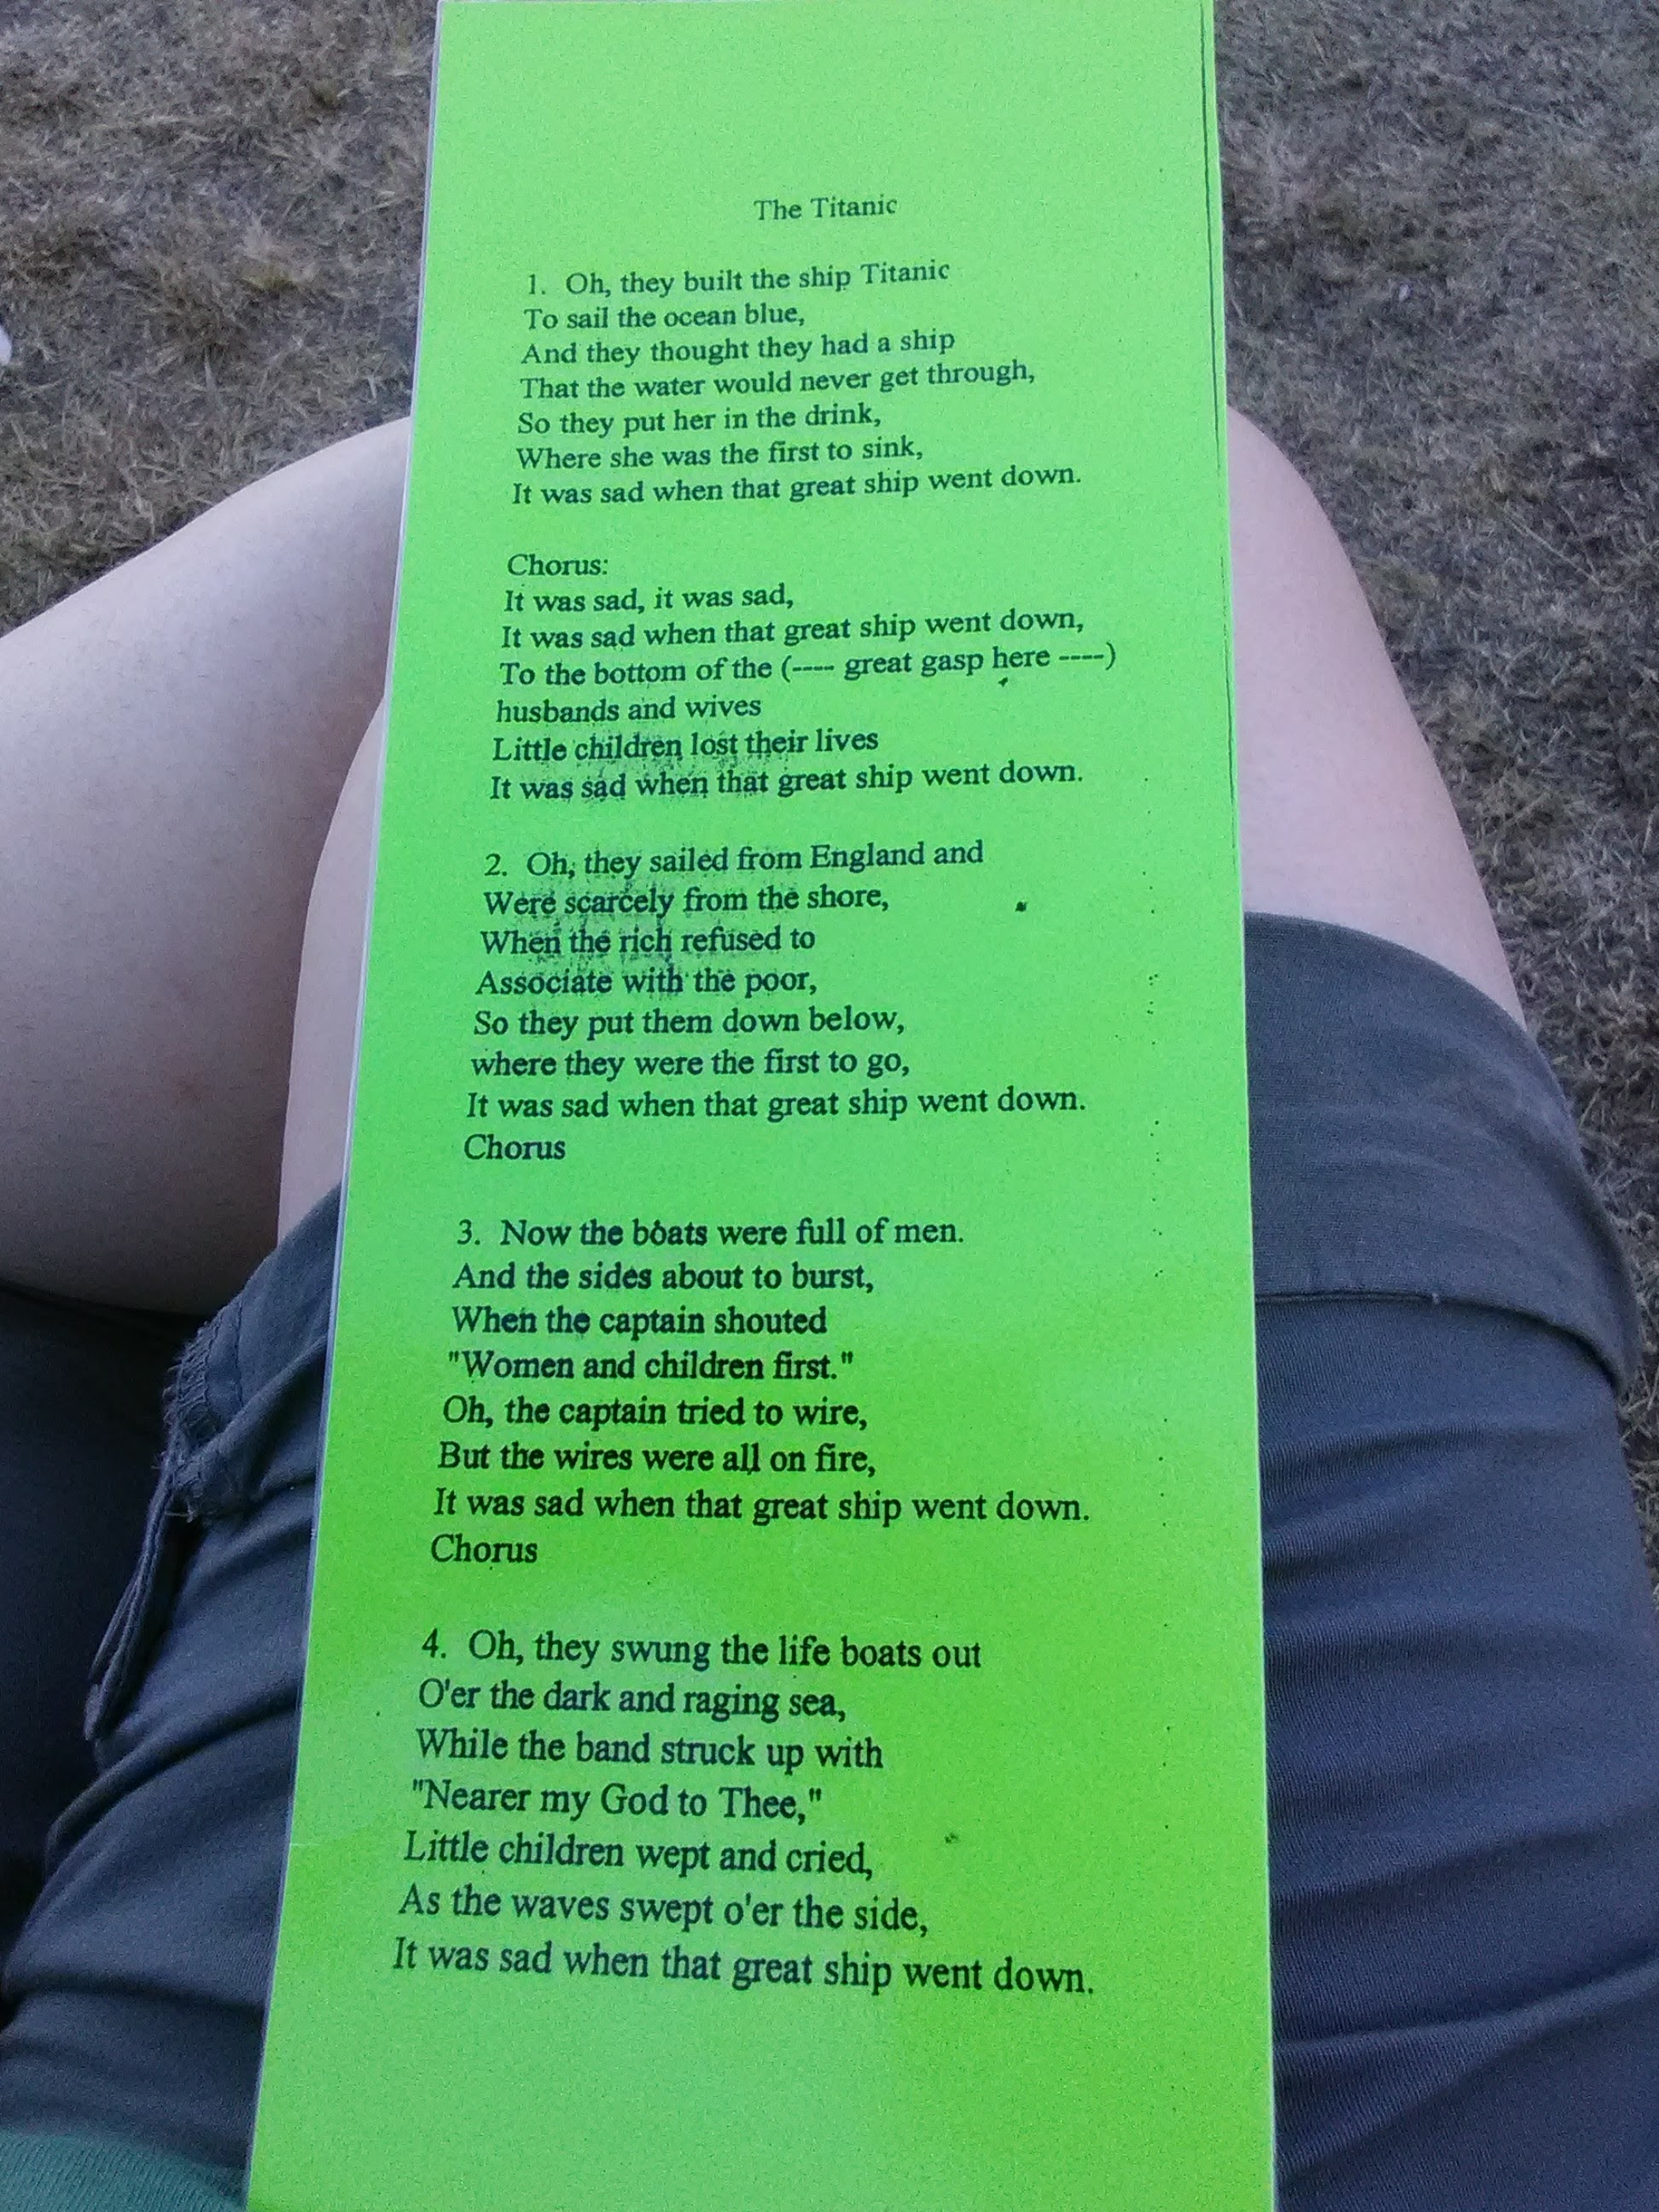 The Titanic
1. Oh, they built the ship Titanic
To sail the ocean blue,
And they thought they had a ship
That the water would never get through,
So they put her in the drink,
Where she was the first to sink,
It was sad when that great ship went down.
Chorus:
It was sad, it was sad,
It was sad when that great ship went down,
To the bottom of the (---- great gasp here ----)
husbands and wives
Little children lost their lives
It was sad when that great ship went down.
2. Oh, they sailed from England and
Were scarcely from the shore,
When the rich refused to
Associate with the poor,
So they put them down below,
where they were the first to go,
It was sad when that great ship went down.
Chorus
3. Now the boats were full of men.
And the sides about to burst,
When the captain shouted
"Women and children first."
Oh, the captain tried to wire,
But the wires were all on fire,
It was sad when that great ship went down.
Chorus
4. Oh, they swung the life boats out
O'er the dark and raging sea,
While the band struck up with
"Nearer my God to Thee,"
Little children wept and cried,
As the waves swept o'er the side,
It was sad when that great ship went down.